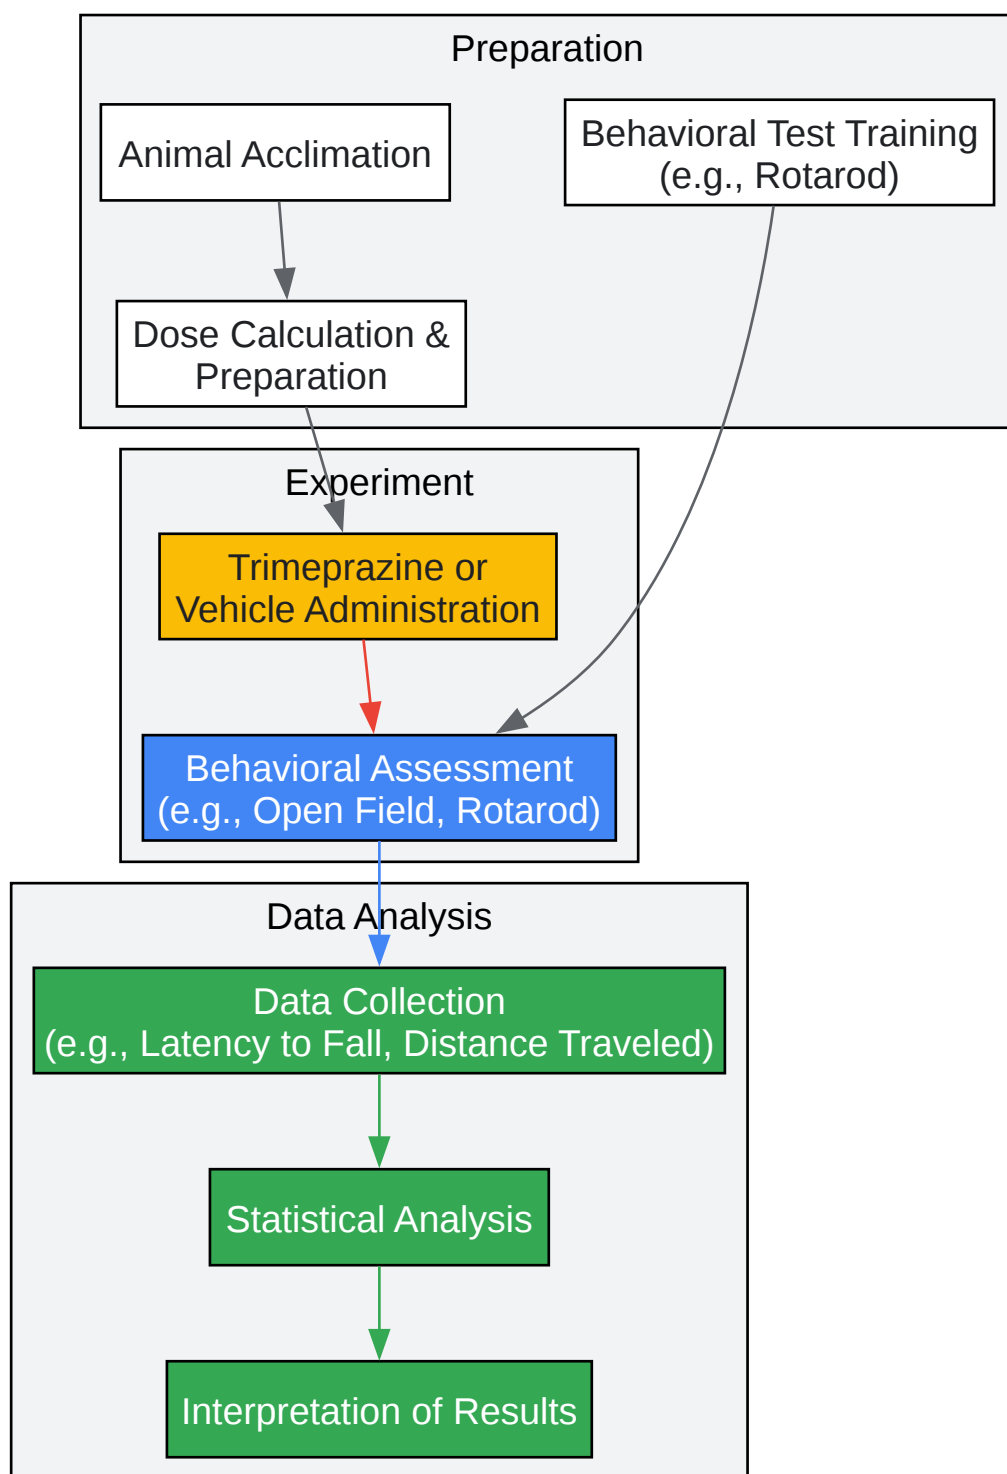 Preparation
Animal Acclimation
Behavioral Test Training
(e.g., Rotarod)
Dose Calculation &
Preparation
Experiment
Trimeprazine or
Vehicle Administration
Behavioral Assessment
(e.g., Open Field, Rotarod)
Data Analysis
Data Collection
(e.g., Latency to Fall, Distance Traveled)
Statistical Analysis
Interpretation of Results